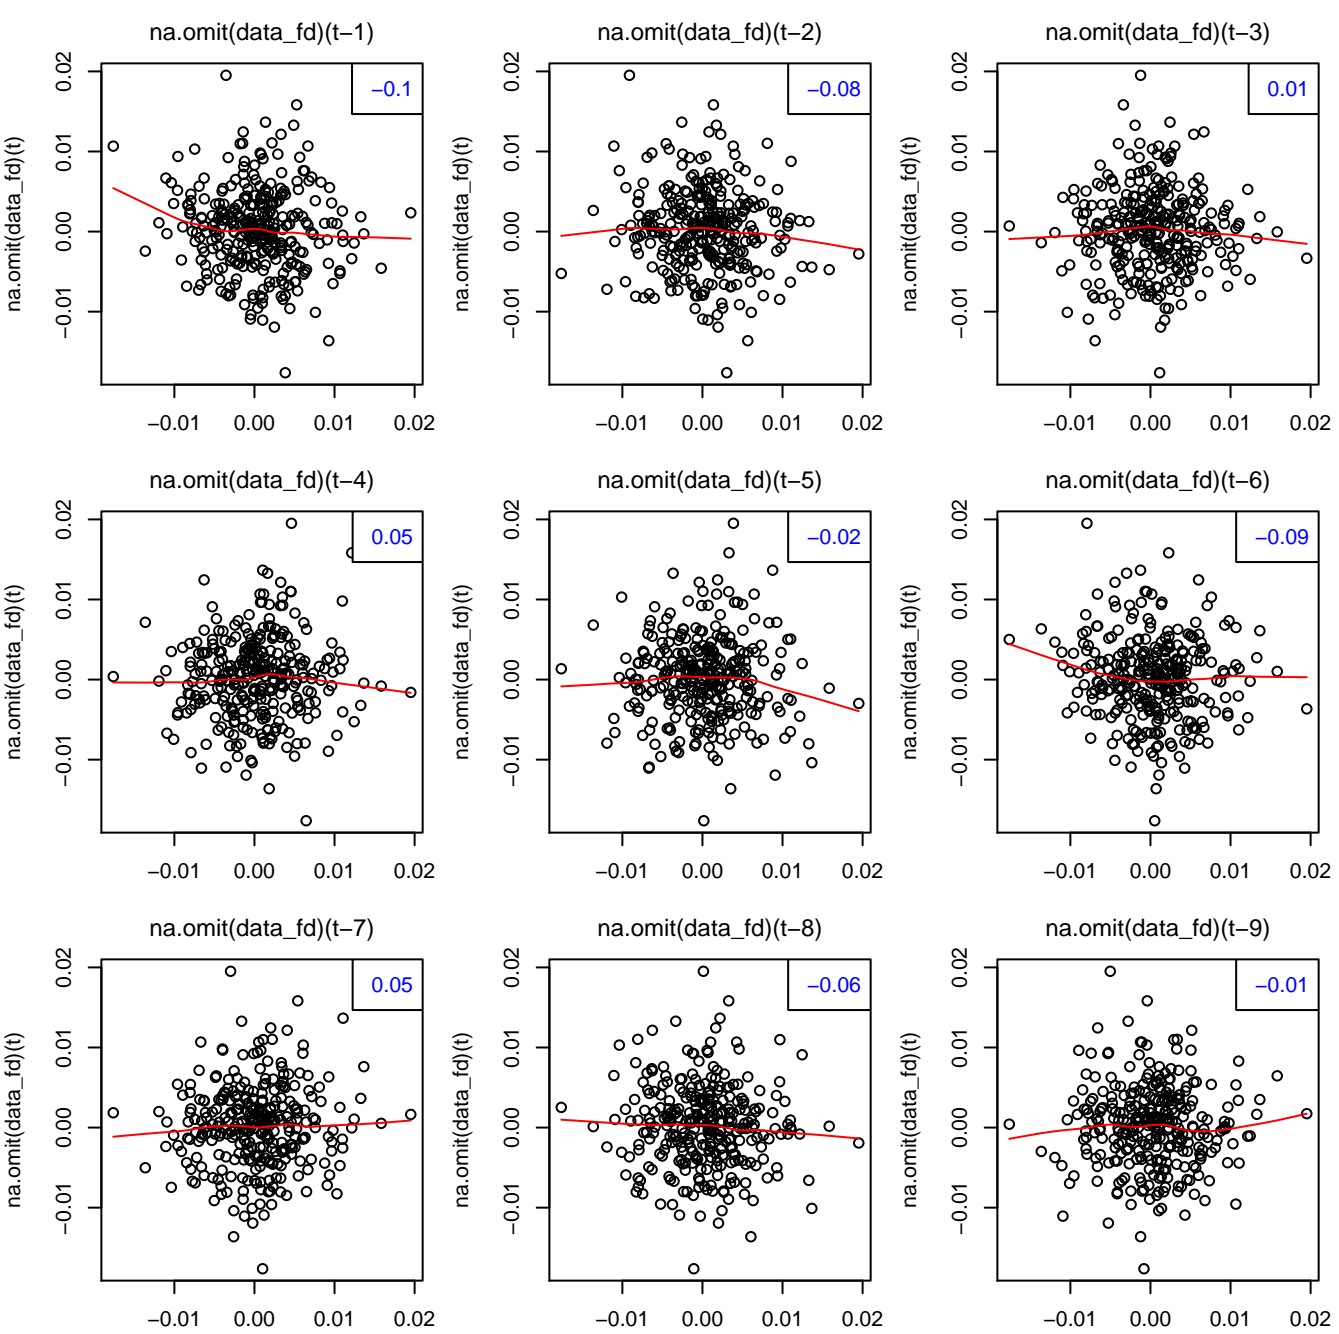 na.omit(data_fd)(t−1)
na.omit(data_fd)(t−2)
na.omit(data_fd)(t−3)
−0.1
−0.08
0.01
na.omit(data_fd)(t)
na.omit(data_fd)(t)
na.omit(data_fd)(t)
0.02
0.01
0.00
−0.01
0.02
0.01
0.00
−0.01
0.02
0.01
0.00
−0.01
−0.01 0.00 0.01 0.02
−0.01 0.00 0.01 0.02
−0.01 0.00 0.01 0.02
na.omit(data_fd)(t−4)
na.omit(data_fd)(t−5)
na.omit(data_fd)(t−6)
0.05
−0.02
−0.09
na.omit(data_fd)(t)
na.omit(data_fd)(t)
na.omit(data_fd)(t)
0.02
0.01
0.00
−0.01
0.02
0.01
0.00
−0.01
0.02
0.01
0.00
−0.01
−0.01 0.00 0.01 0.02
−0.01 0.00 0.01 0.02
−0.01 0.00 0.01 0.02
na.omit(data_fd)(t−7)
na.omit(data_fd)(t−8)
na.omit(data_fd)(t−9)
0.05
−0.06
−0.01
na.omit(data_fd)(t)
na.omit(data_fd)(t)
na.omit(data_fd)(t)
0.02
0.01
0.00
−0.01
0.02
0.01
0.00
−0.01
0.02
0.01
0.00
−0.01
−0.01 0.00 0.01 0.02
−0.01 0.00 0.01 0.02
−0.01 0.00 0.01 0.02